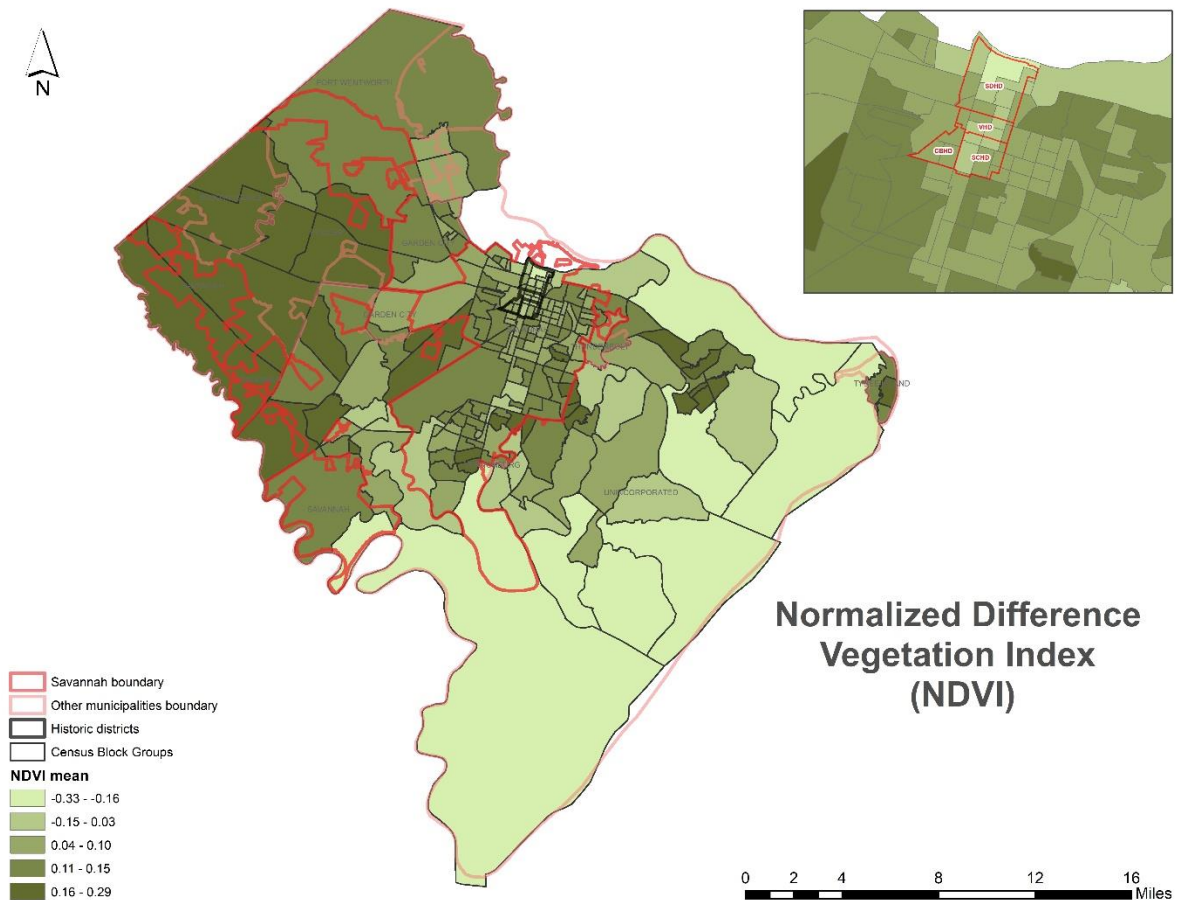 N
PORT WENTWORTH
SDHD
VHD
CBHD
SCHD
GARDEN CITY
GARDEN CITY
UNINCORPORATED
SAVANNAH
Normalized Difference
Vegetation Index
(NDVI)
Savannah boundary
Other municipalities boundary
Historic districts
Census Block Groups
NDVI mean
-0.33 - -0.16
-0.15 - 0.03
0.04 - 0.10
0.11 - 0.15
0.16 - 0.29
0 2 4 8 12 16
Miles